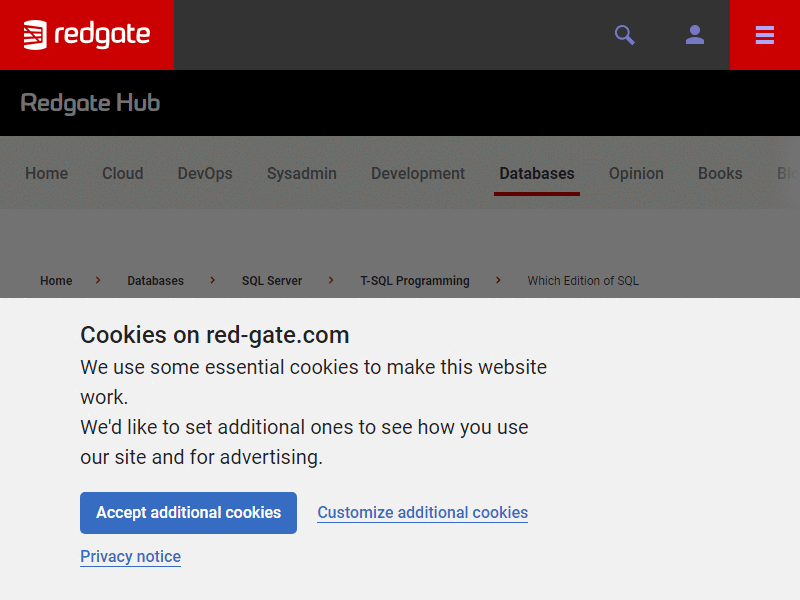 redgate
Redgate Hub
Home Cloud DevOps Sysadmin Development Databases Opinion Books
Home Databases SQL Server T-SQL Programming Which Edition of SQL
Cookies on red-gate.com
We use some essential cookies to make this website
work.
We'd like to set additional ones to see how you use
our site and for advertising.
Accept additional cookies Customize additional cookies
Privacy notice